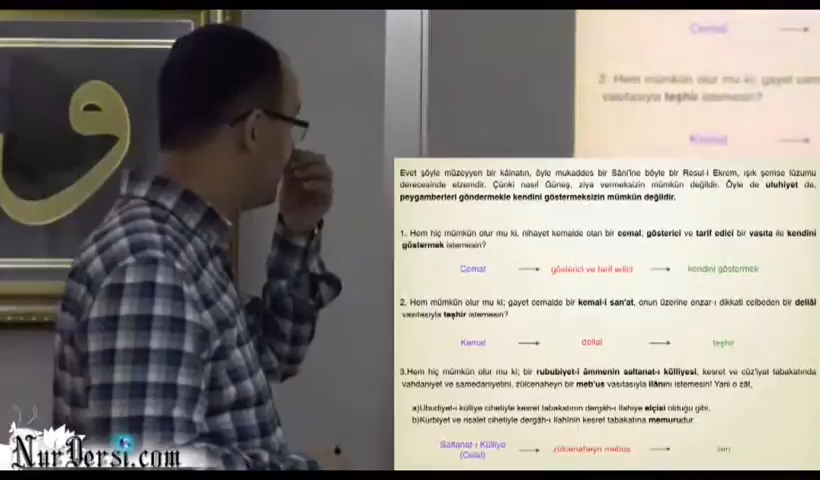 و
Cemal
2. Hem mümkün olur mu ki; gayet cem
vasıtasıyla teşhir istemesin?
Kemal
Evet şöyle müzeyyen bir kâinatın, öyle mukaddes bir Sâni'ine böyle bir Resul-i Ekrem, ışık şemse lüzumu
derecesinde elzemdir. Çünki nasıl Güneş, ziya vermeksizin mümkün değildir. Öyle de uluhiyet de,
peygamberleri göndermekle kendini göstermeksizin mümkün değildir.
1. Hem hiç mümkün olur mu ki, nihayet kemalde olan bir cemal, gösterici ve tarif edici bir vasıta ile kendini
göstermek istemesin?
Cemal → gösterici ve tarif edici → kendini göstermek
2. Hem mümkün olur mu ki; gayet cemalde bir kemal-i san'at, onun üzerine enzar-ı dikkati celbeden bir dellâl
vasıtasıyla teşhir istemesin?
Kemal → dellal → teşhir
3.Hem hiç mümkün olur mu ki; bir rububiyet-i âmmenin saltanat-ı külliyesi, kesret ve cüz'iyat tabakatında
vahdaniyet ve samedaniyetini, zülcenaheyn bir meb'us vasıtasıyla ilânını istemesin! Yani o zât,
a)Ubudiyet-i külliye cihetiyle kesret tabakatının dergâh-ı ilahiye elçisi olduğu gibi,
b)Kurbiyet ve risalet cihetiyle dergâh-ı ilahînin kesret tabakatına memurudur.
Saltanat-ı Külliye → zülcenaheyn mebus → ilan
(Celal)
NurDersi.com